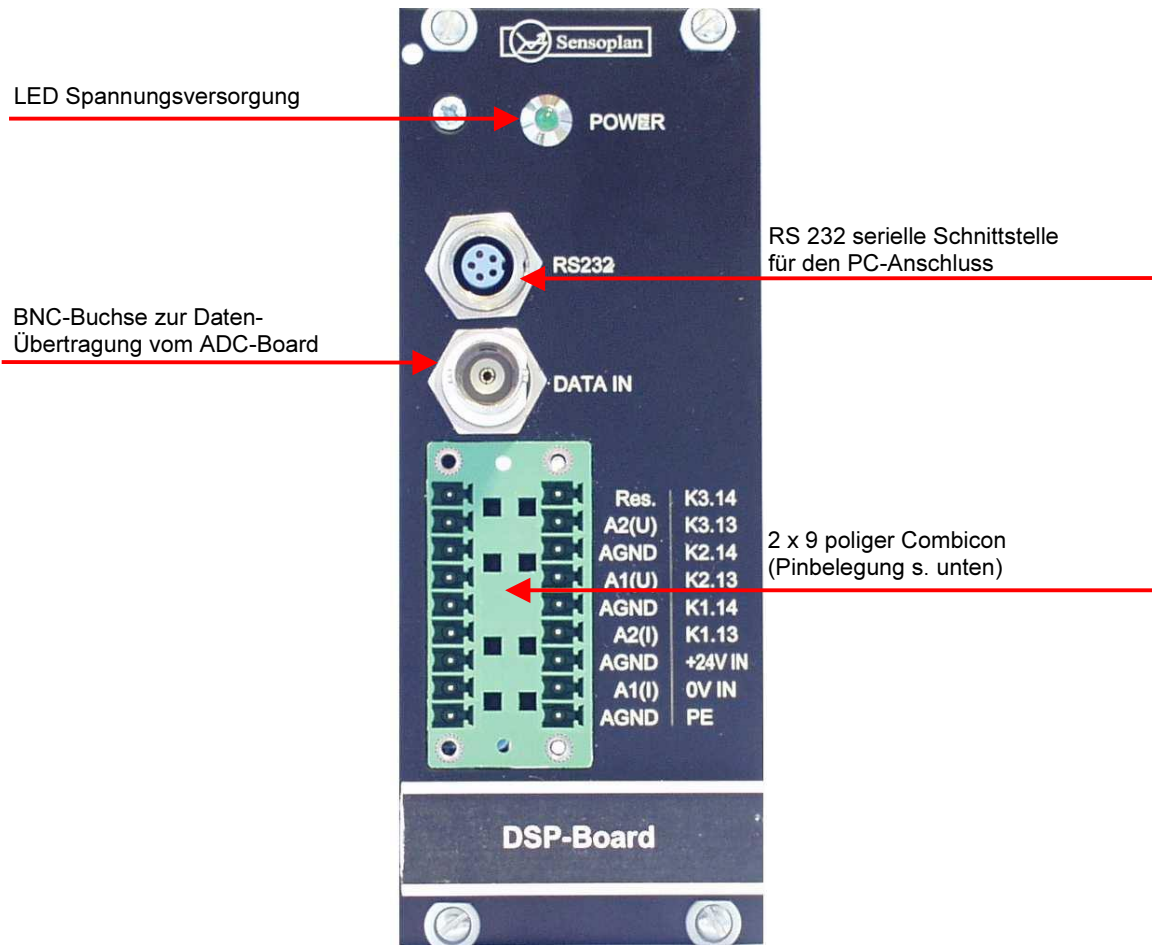 Sensoplan
LED Spannungsversorgung
POWER
RS232
RS 232 serielle Schnittstelle
für den PC-Anschluss
BNC-Buchse zur Daten-
Übertragung vom ADC-Board
DATA IN
Res. K3.14
A2(U) K3.13
AGND K2.14
A1(U) K2.13
AGND K1.14
A2(I) K1.13
AGND +24V IN
A1(I) 0V IN
AGND PE
2 x 9 poliger Combicon
(Pinbelegung s. unten)
DSP-Board